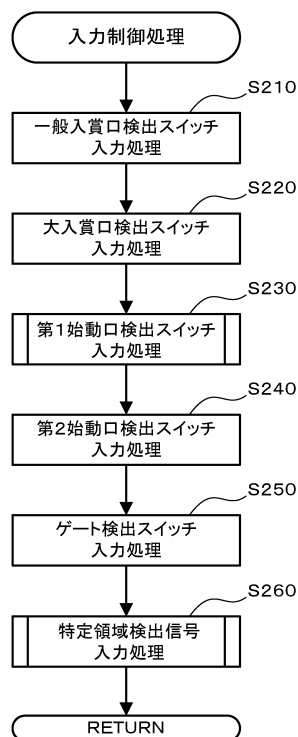 入力制御処理
S210
一般入賞口検出スイッチ
入力処理
S220
大入賞口検出スイッチ
入力処理
S230
第1始動口検出スイッチ
入力処理
S240
第2始動口検出スイッチ
入力処理
S250
ゲート検出スイッチ
入力処理
S260
特定領域検出信号
入力処理
RETURN